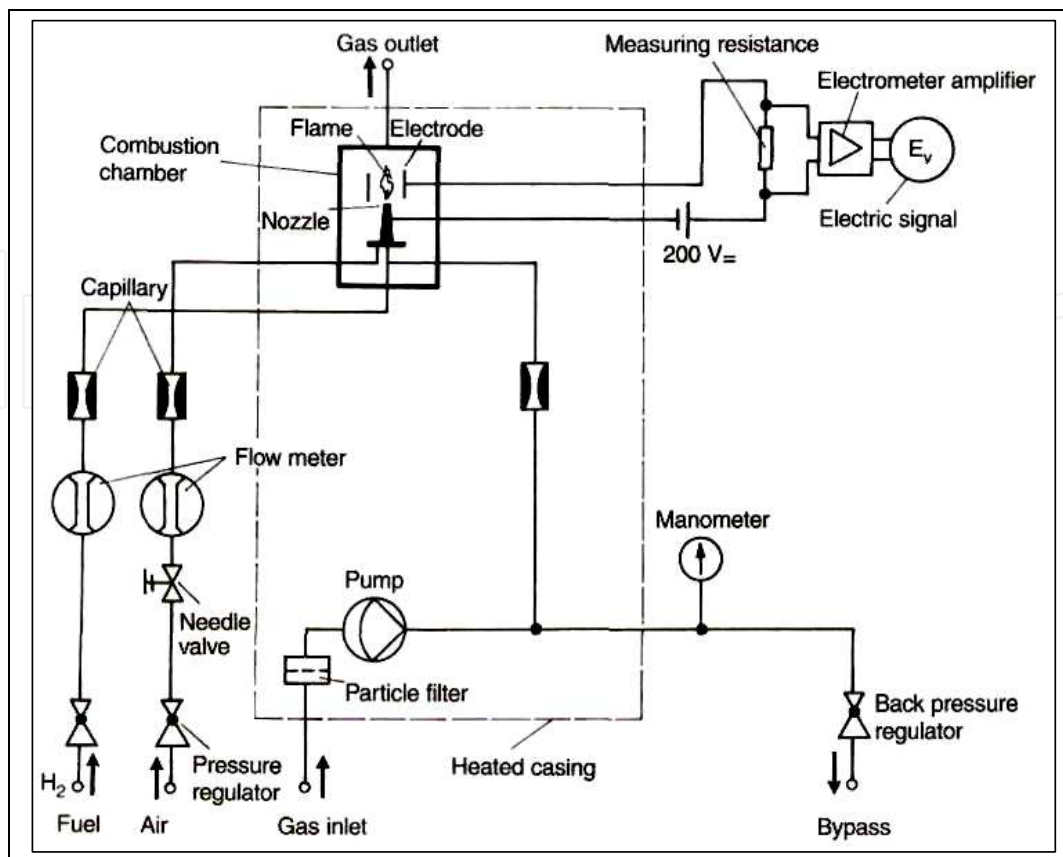 Gas outlet
Measuring resistance
Electrometer amplifier
Flame
Electrode
Combustion
chamber
E_v
Nozzle
Electric signal
200 V=
Capillary
Flow meter
Manometer
Pump
Needle
valve
Particle filter
Back pressure
regulator
Pressure
regulator
Heated casing
H₂
Fuel
Air
Gas inlet
Bypass